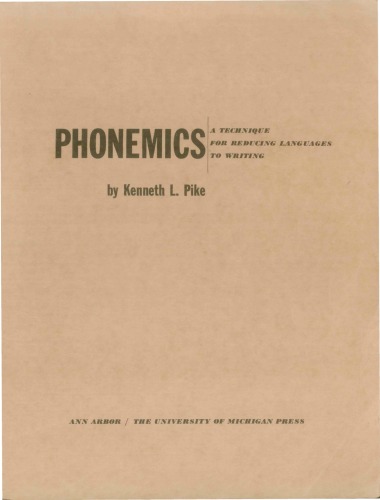 PHONEMICS
A TECHNIQUE
FOR REDUCING LANGUAGES
TO WRITING
by Kenneth L. Pike
ANN ARBOR / THE UNIVERSITY OF MICHIGAN PRESS